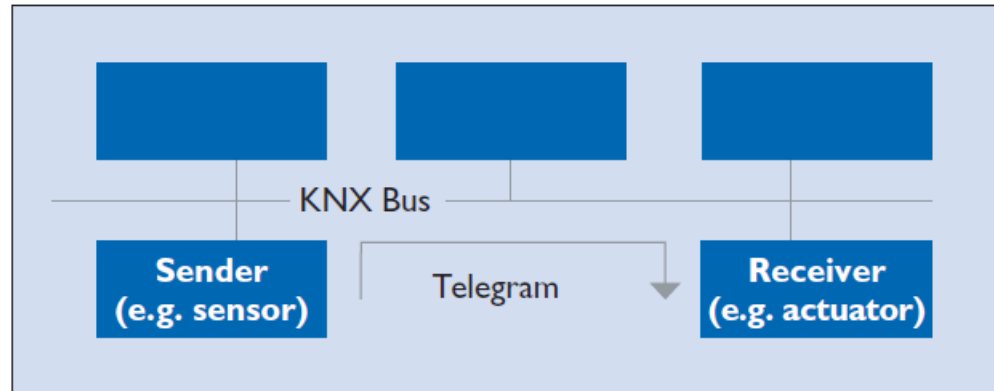 KNX Bus
Sender
(e.g. sensor)
Telegram
Receiver
(e.g. actuator)